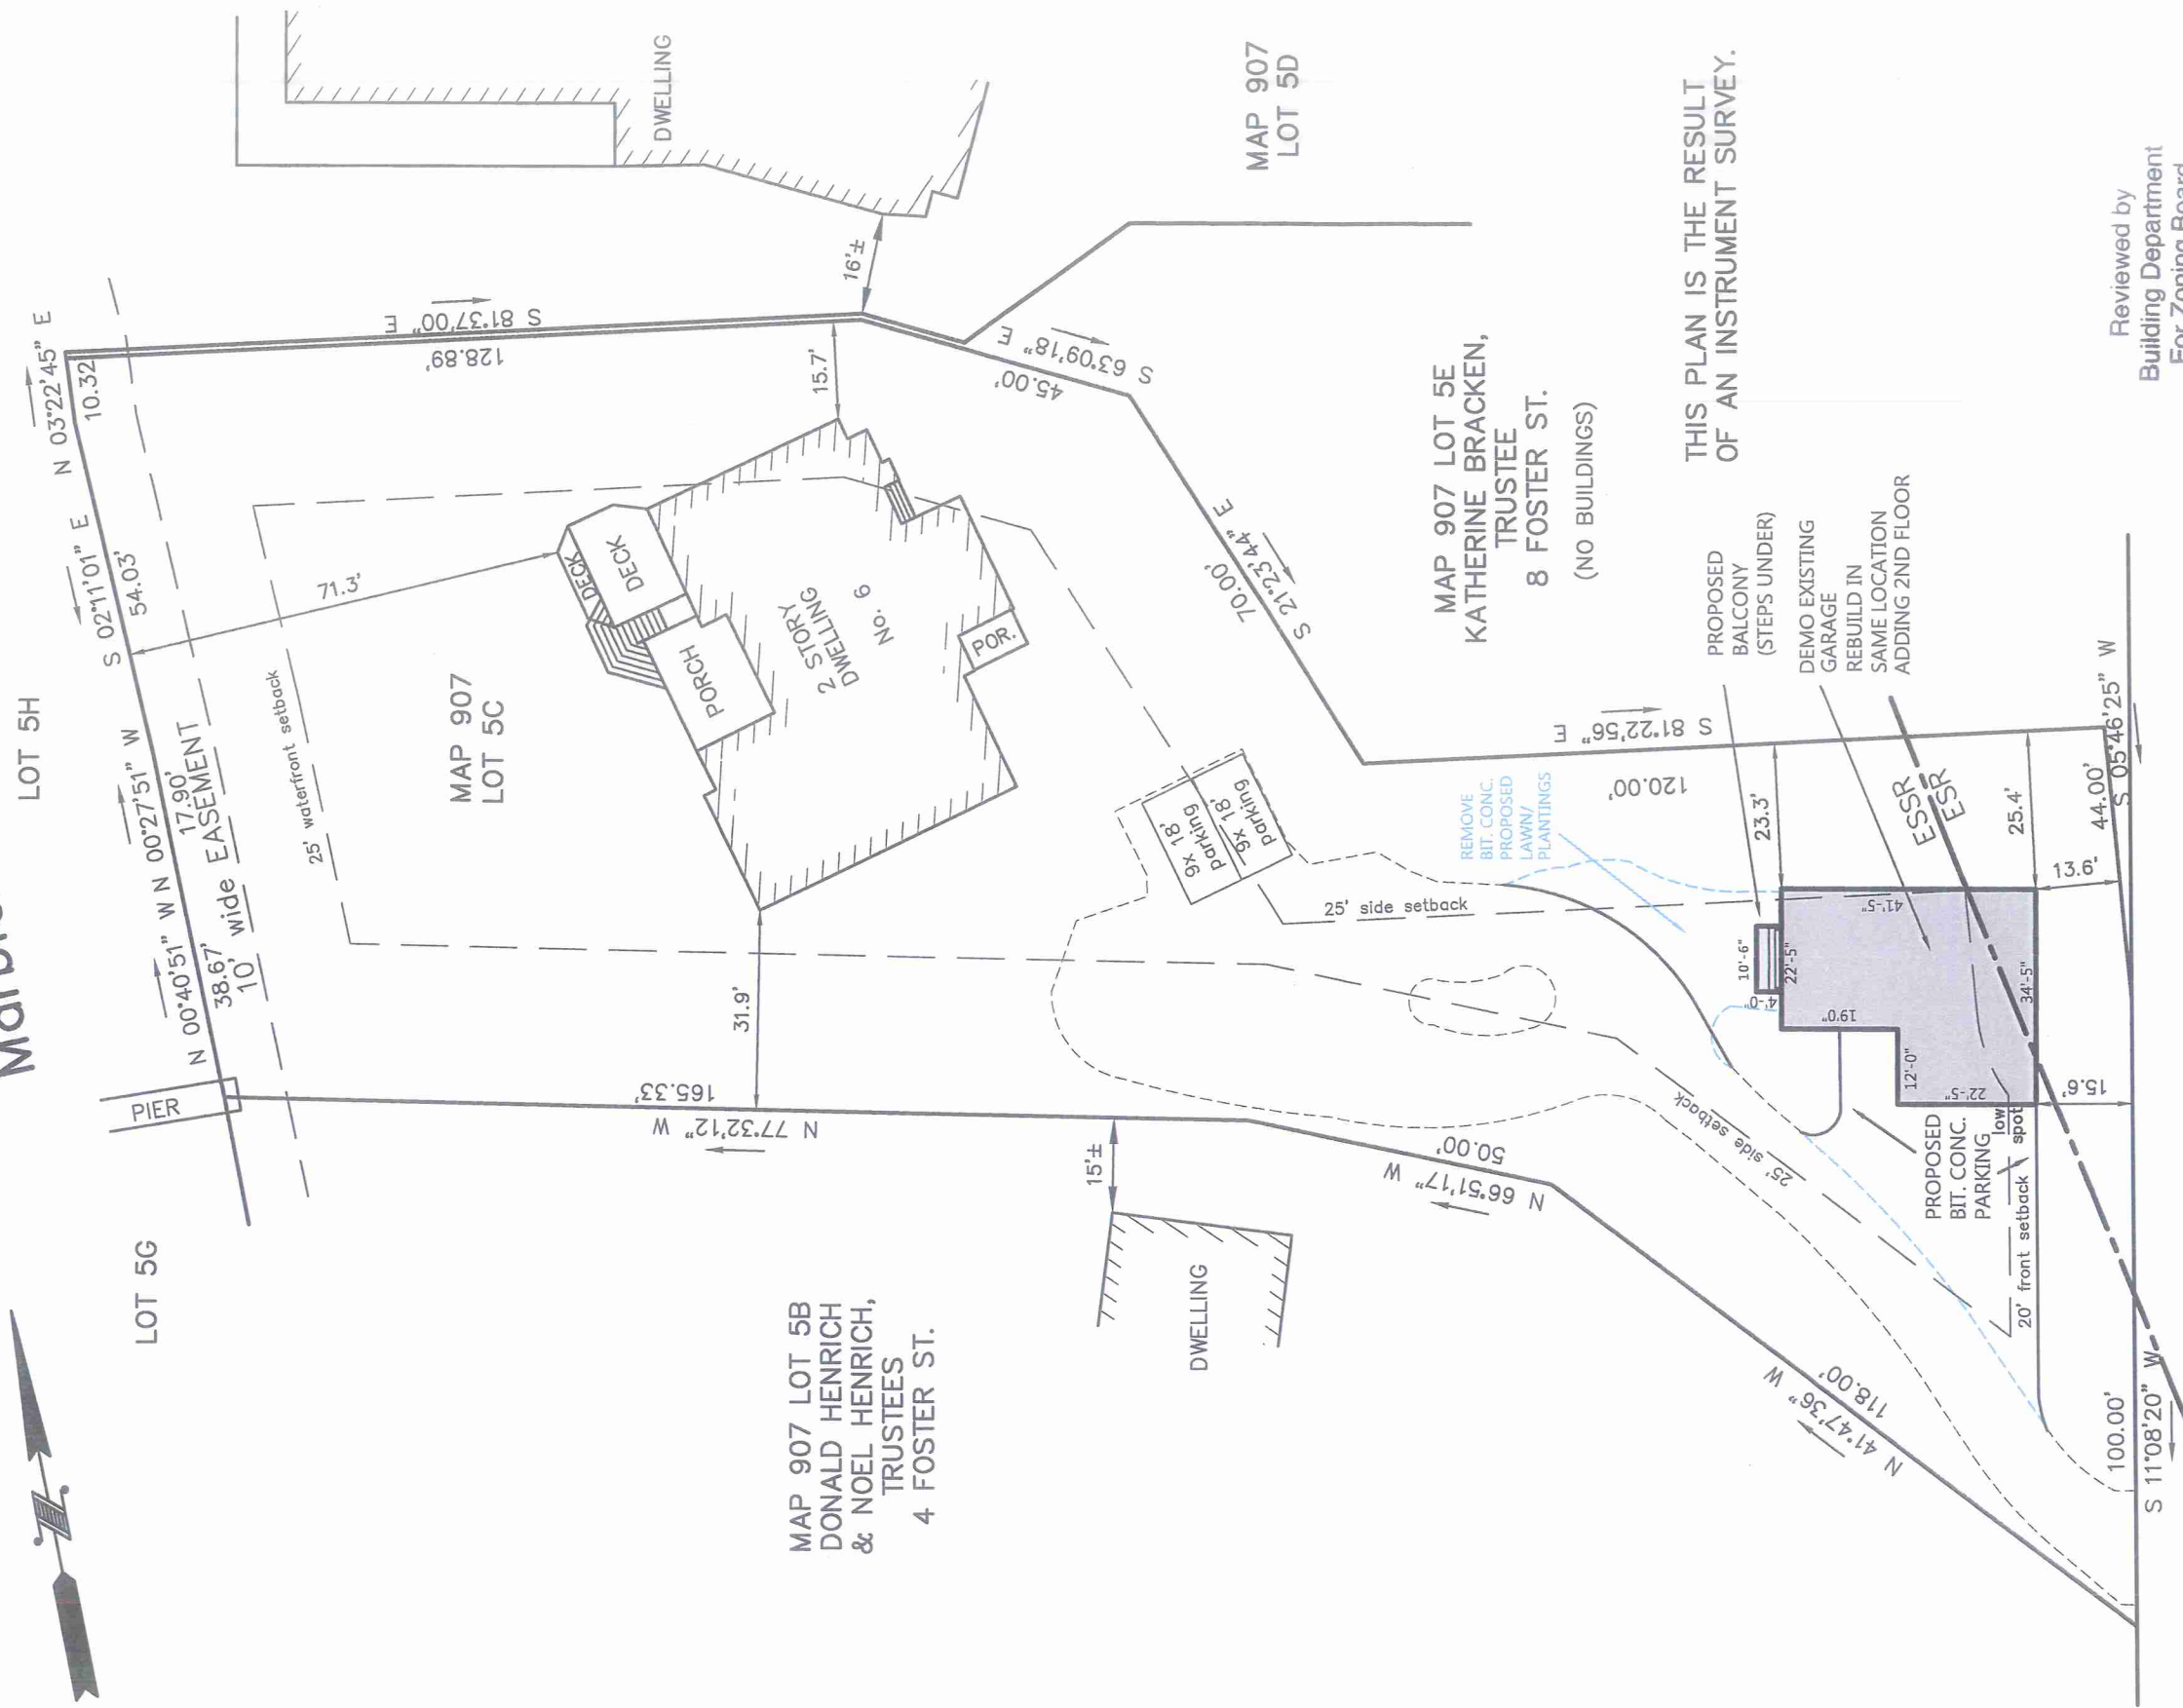 LOT 5H
LOT 5G
PIER
N 00°40'51" W
38.67'
N 00°27'51" W
17.90'
10' wide EASEMENT
S 02°11'01" E
54.03'
N 03°22'45" E
10.32'
25' waterfront setback
71.3'
MAP 907
LOT 5C
S 81°37'00" E
128.89'
DWELLING
16'±
15.7'
DECK
DECK
PORCH
2 STORY
DWELLING
No. 6
POR.
S 63°09'18" E
45.00'
MAP 907
LOT 5D
31.9'
N 77°32'12" W
165.33'
15'±
DWELLING
MAP 907 LOT 5B
DONALD HENRICH
& NOEL HENRICH,
TRUSTEES
4 FOSTER ST.
S 21°23'44" E
70.00'
MAP 907 LOT 5E
KATHERINE BRACKEN,
TRUSTEE
8 FOSTER ST.
(NO BUILDINGS)
9x 18'
parking
9x 18'
parking
25' side setback
N 66°51'17" W
50.00'
REMOVE
BIT. CONC.
PROPOSED
LAWN/
PLANTINGS
S 81°22'56" E
120.00'
PROPOSED
BALCONY
(STEPS UNDER)
DEMO EXISTING
GARAGE
REBUILD IN
SAME LOCATION
ADDING 2ND FLOOR
THIS PLAN IS THE RESULT
OF AN INSTRUMENT SURVEY.
23.3'
10'-6"
4'-0"
22'-5"
41'-5"
19'0"
12'-0"
22'-5"
34'-5"
ESSR
ESR
25.4'
13.6'
15.6'
25' side setback
PROPOSED
BIT. CONC.
PARKING
low
spot
20' front setback
N 41°47'36" W
118.00'
44.00'
S 05°46'25" W
100.00'
S 11°08'20" W
Reviewed by
Building Department
For Zoning Board